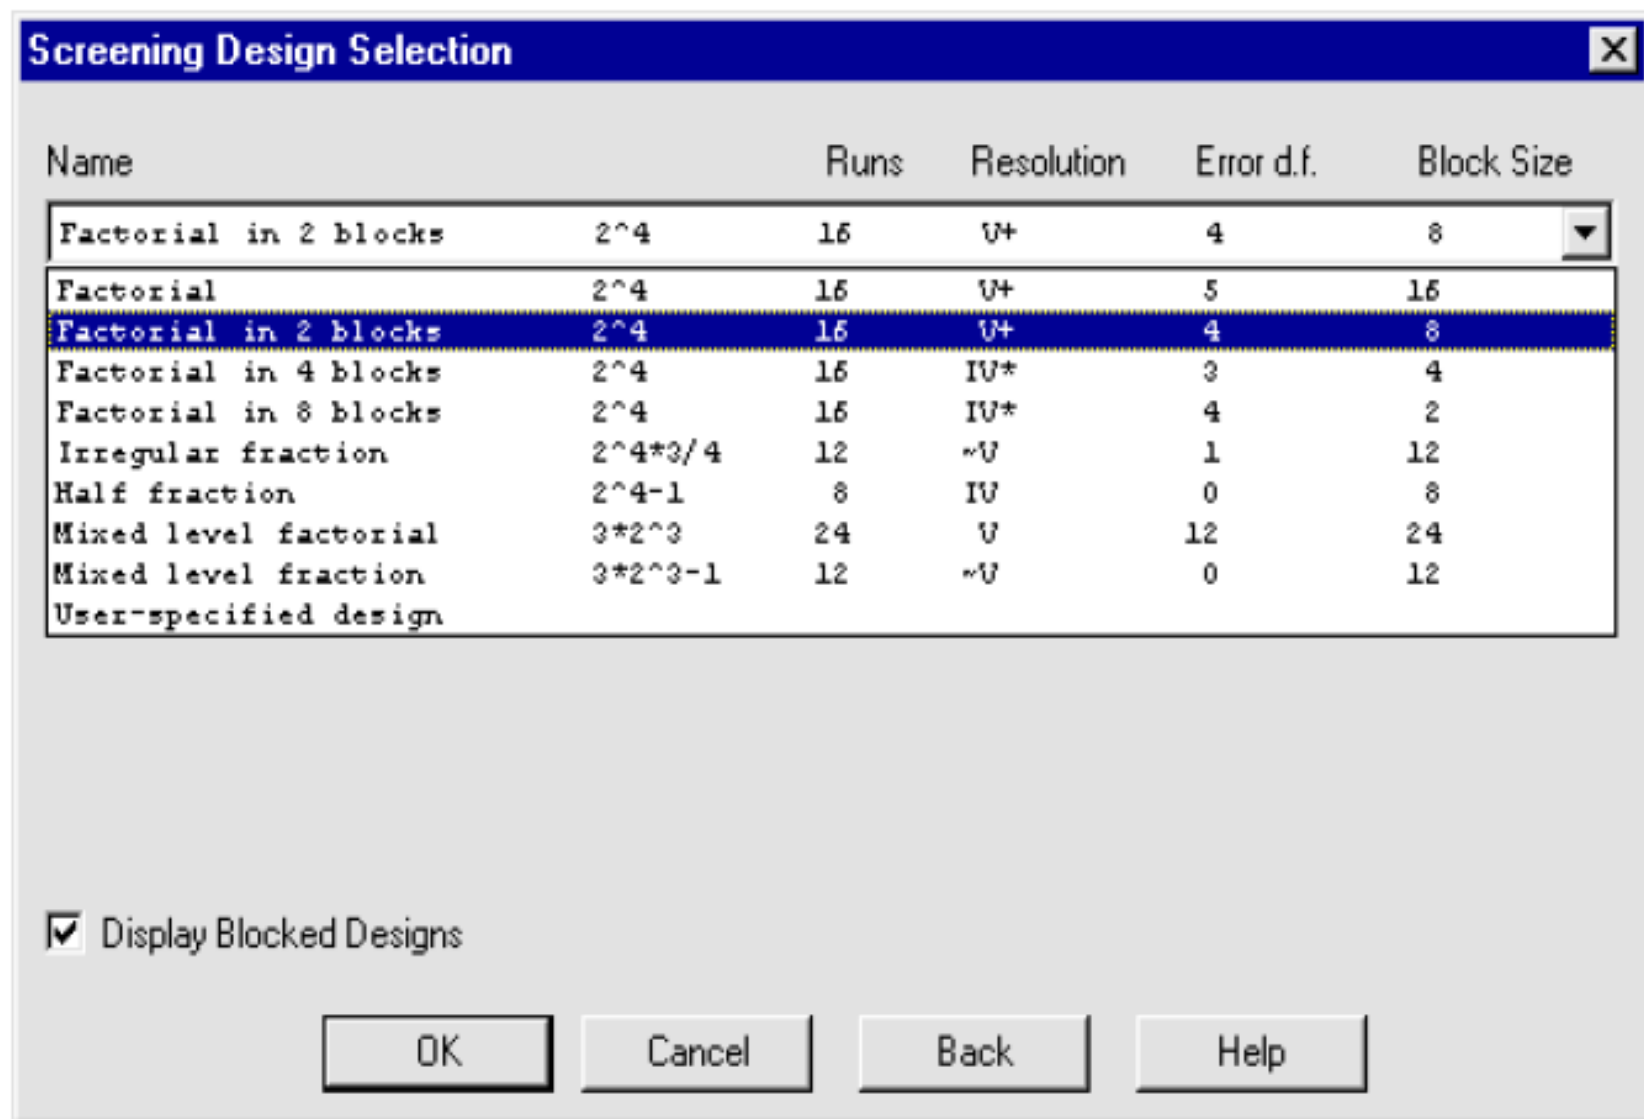 Screening Design Selection
Name Runs Resolution Error d.f. Block Size
Factorial in 2 blocks 2^4 16 V+ 4 8
Factorial 2^4 16 V+ 5 16
Factorial in 2 blocks 2^4 16 V+ 4 8
Factorial in 4 blocks 2^4 16 IV* 3 4
Factorial in 8 blocks 2^4 16 IV* 4 2
Irregular fraction 2^4*3/4 12 ~V 1 12
Half fraction 2^4-1 8 IV 0 8
Mixed level factorial 3*2^3 24 V 12 24
Mixed level fraction 3*2^3-1 12 ~V 0 12
User-specified design
Display Blocked Designs
OK Cancel Back Help